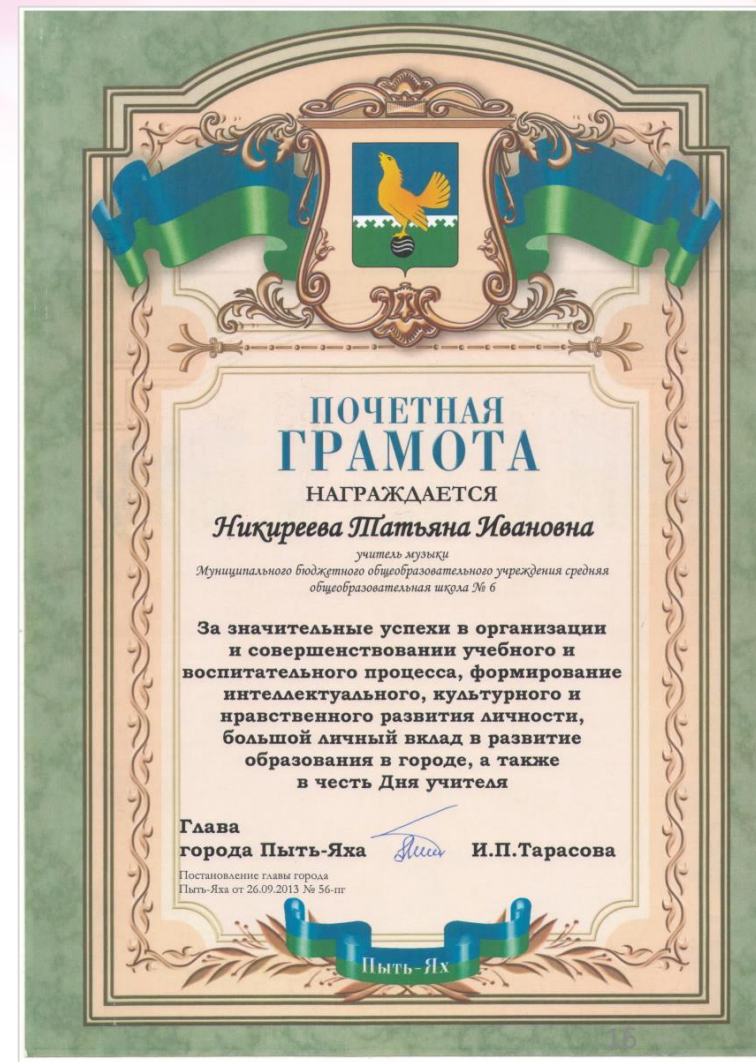 ПОЧЕТНАЯ
ГРАМОТА
НАГРАЖДАЕТСЯ
Никиреева Татьяна Ивановна
учитель музыки
Муниципального бюджетного общеобразовательного учреждения средняя
общеобразовательная школа № 6
За значительные успехи в организации
и совершенствовании учебного и
воспитательного процесса, формирование
интеллектуального, культурного и
нравственного развития личности,
большой личный вклад в развитие
образования в городе, а также
в честь Дня учителя
Глава
города Пыть-Яха И.П.Тарасова
Постановление главы города
Пыть-Яха от 26.09.2013 № 56-пг
Пыть-Ях
16